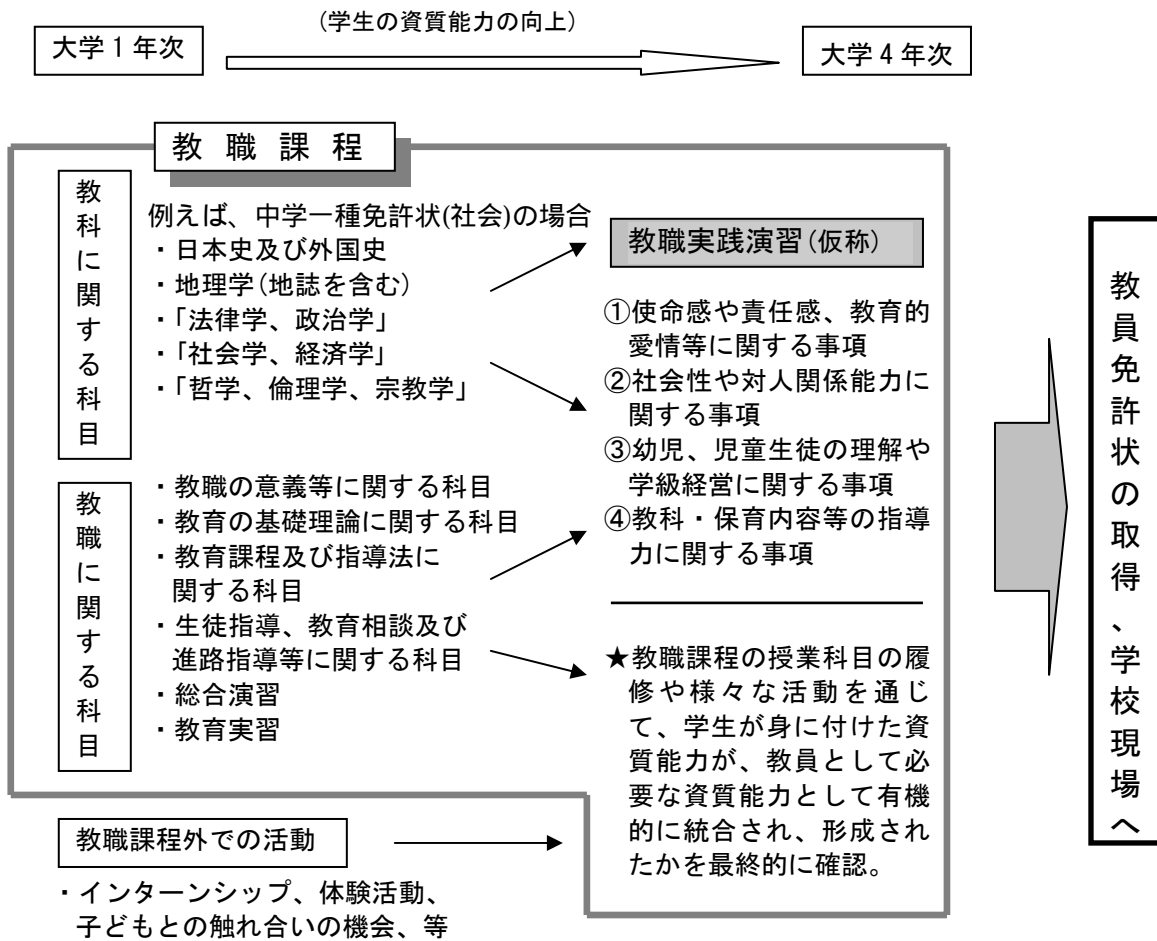 (学生の資質能力の向上)
大学1年次
大学4年次
教職課程
教科に関する科目
例えば、中学一種免許状(社会)の場合
・日本史及び外国史
・地理学(地誌を含む)
・「法律学、政治学」
・「社会学、経済学」
・「哲学、倫理学、宗教学」
教職に関する科目
・教職の意義等に関する科目
・教育の基礎理論に関する科目
・教育課程及び指導法に
関する科目
・生徒指導、教育相談及び
進路指導等に関する科目
・総合演習
・教育実習
教職実践演習(仮称)
①使命感や責任感、教育的
愛情等に関する事項
②社会性や対人関係能力に
関する事項
③幼児、児童生徒の理解や
学級経営に関する事項
④教科・保育内容等の指導
力に関する事項
★教職課程の授業科目の履
修や様々な活動を通じ
て、学生が身に付けた資
質能力が、教員として必
要な資質能力として有機
的に統合され、形成され
たかを最終的に確認。
教職課程外での活動
・インターンシップ、体験活動、
子どもとの触れ合いの機会、等
教員免許状の取得、学校現場へ